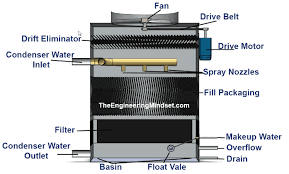 Fan
Drive Belt
Drift Eliminator
Condenser Water
Inlet
Drive Motor
Spray Nozzles
Fill Packaging
TheEngineeringMindset.com
Filter
Makeup Water
Condenser Water
Outlet
Overflow
Drain
Basin
Float Vale